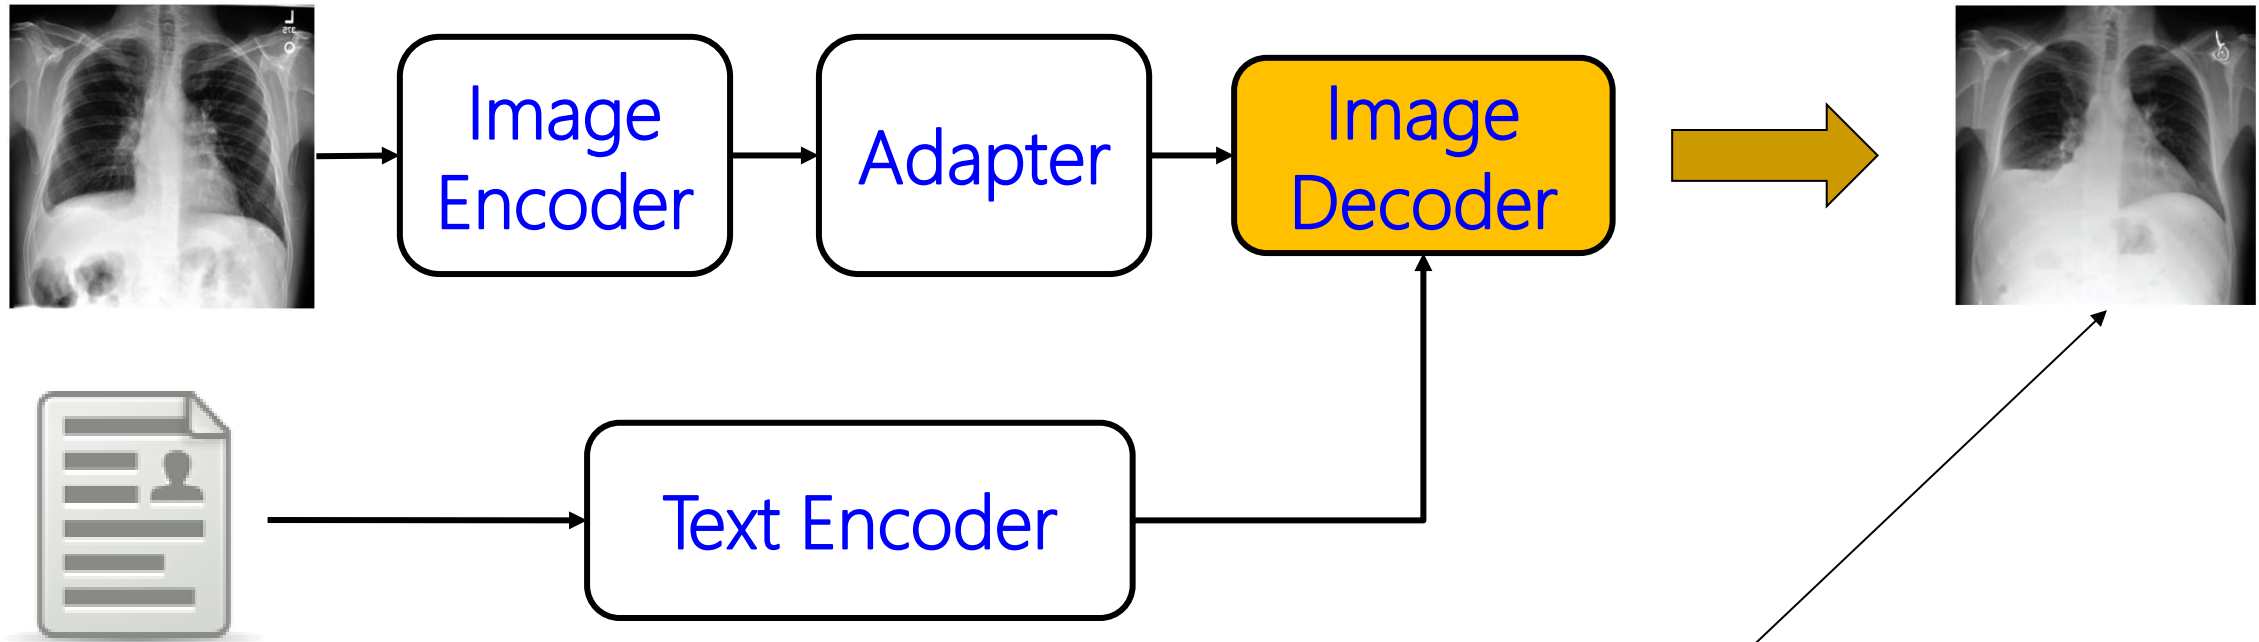 L
Image
Encoder
Adapter
Image
Decoder
Text Encoder